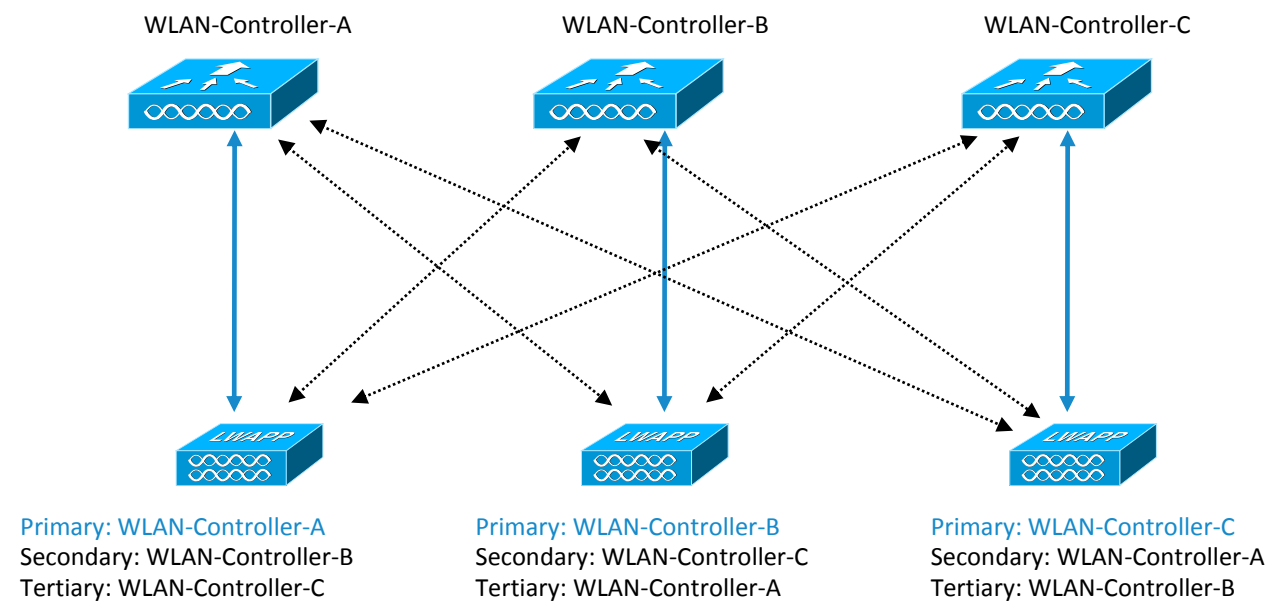 WLAN-Controller-A
WLAN-Controller-B
WLAN-Controller-C
LWAPP
LWAPP
LWAPP
Primary: WLAN-Controller-A
Secondary: WLAN-Controller-B
Tertiary: WLAN-Controller-C
Primary: WLAN-Controller-B
Secondary: WLAN-Controller-C
Tertiary: WLAN-Controller-A
Primary: WLAN-Controller-C
Secondary: WLAN-Controller-A
Tertiary: WLAN-Controller-B